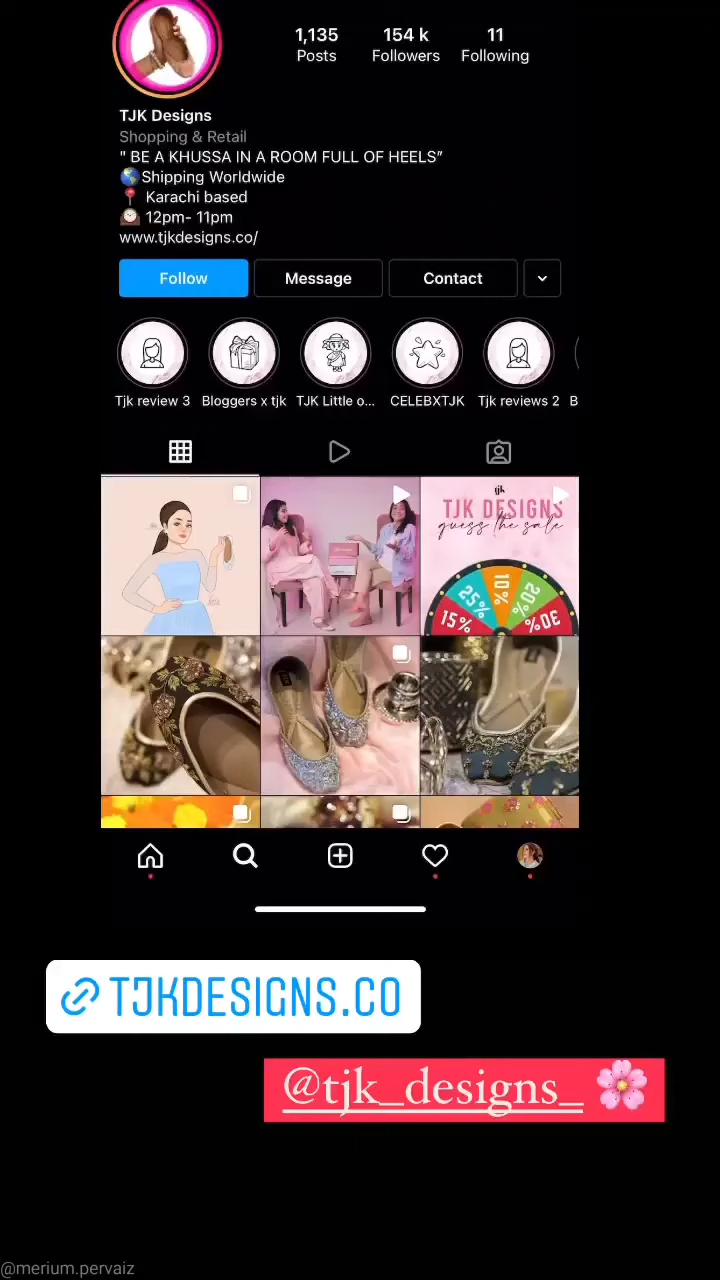 1,135 154 k 11
Posts Followers Following
TJK Designs
Shopping & Retail
" BE A KHUSSA IN A ROOM FULL OF HEELS”
🌎Shipping Worldwide
📍 Karachi based
🕰️ 12pm- 11pm
www.tjkdesigns.co/
Follow Message Contact
Tjk review 3 Bloggers x tjk TJK Little o... CELEBXTJK Tjk reviews 2 B
tjk
TJK DESIGNS
guess the sale
15% 25% 10% 20% 30%
TJKDESIGNS.CO
@tjk_designs_ 🌸
@merium.pervaiz